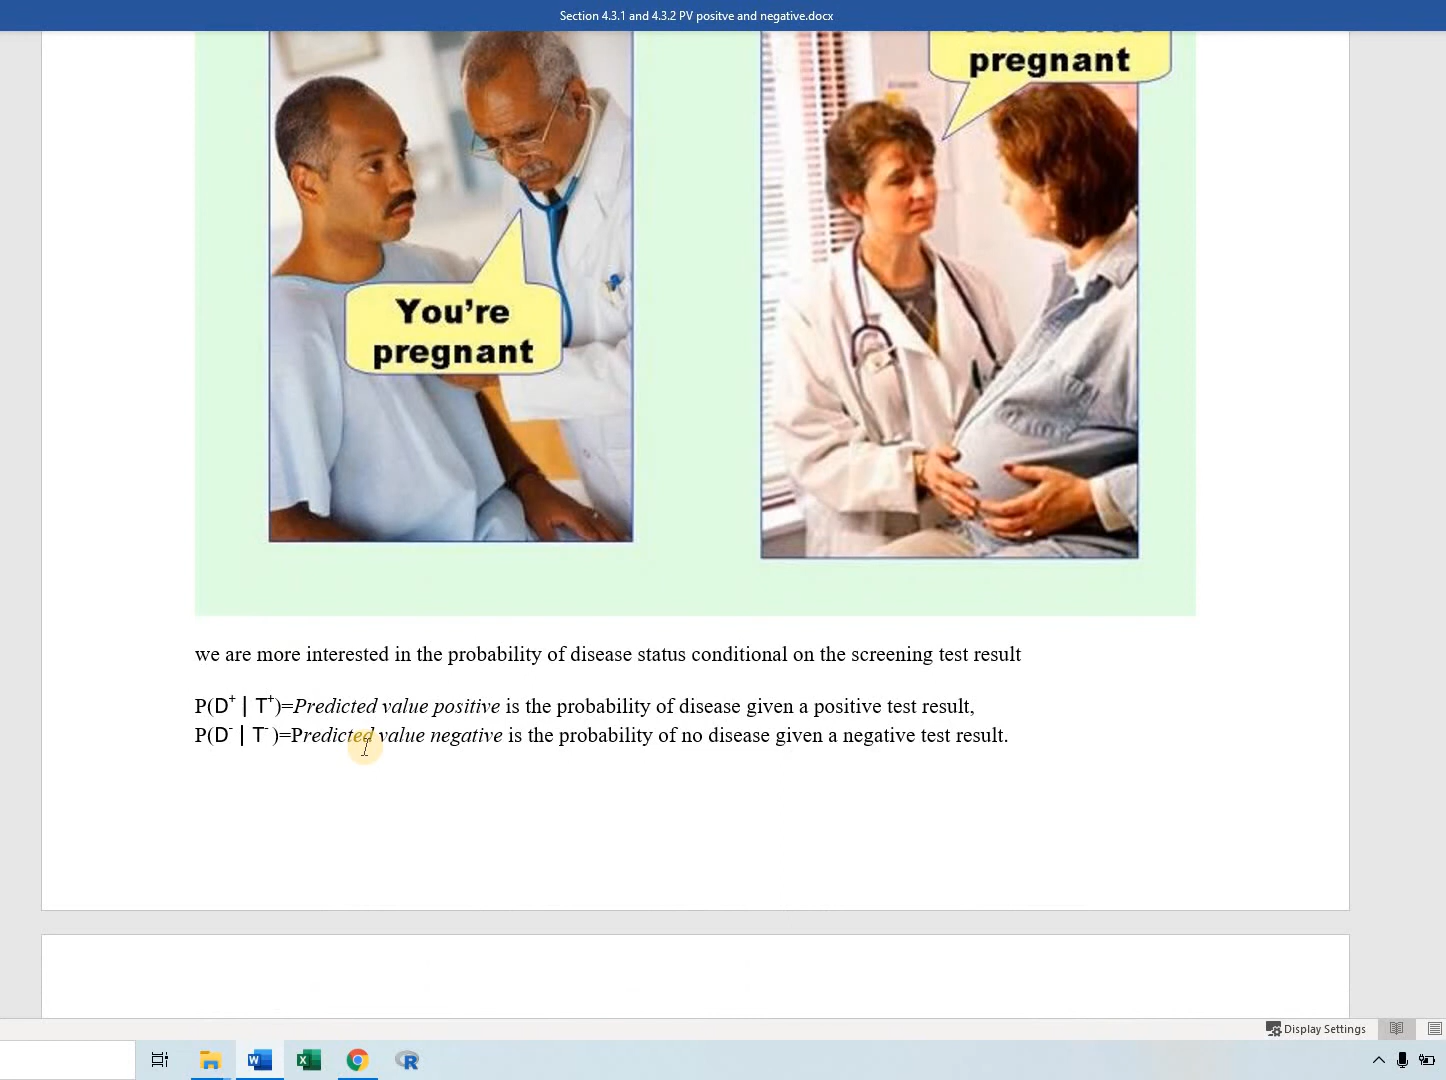 Section 4.3.1 and 4.3.2 PV positve and negative.docx
pregnant
You're
pregnant
we are more interested in the probability of disease status conditional on the screening test result
P(D⁺ | T⁺)=Predicted value positive is the probability of disease given a positive test result,
P(D⁻ | T⁻ )=Predicted value negative is the probability of no disease given a negative test result.
Display Settings